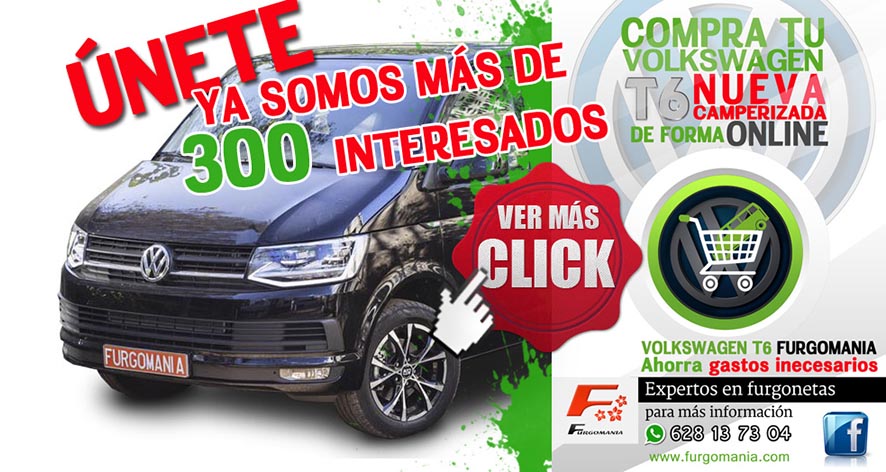 ÚNETE
YA SOMOS MÁS DE
300 INTERESADOS
VER MÁS
CLICK
FURGOMANIA
COMPRA TU
VOLKSWAGEN
T6 NUEVA
CAMPERIZADA
DE FORMA ONLINE
VOLKSWAGEN T6 FURGOMANIA
Ahorra gastos inecesarios
Expertos en furgonetas
FURGOMANIA
para más información
628 13 73 04
www.furgomania.com